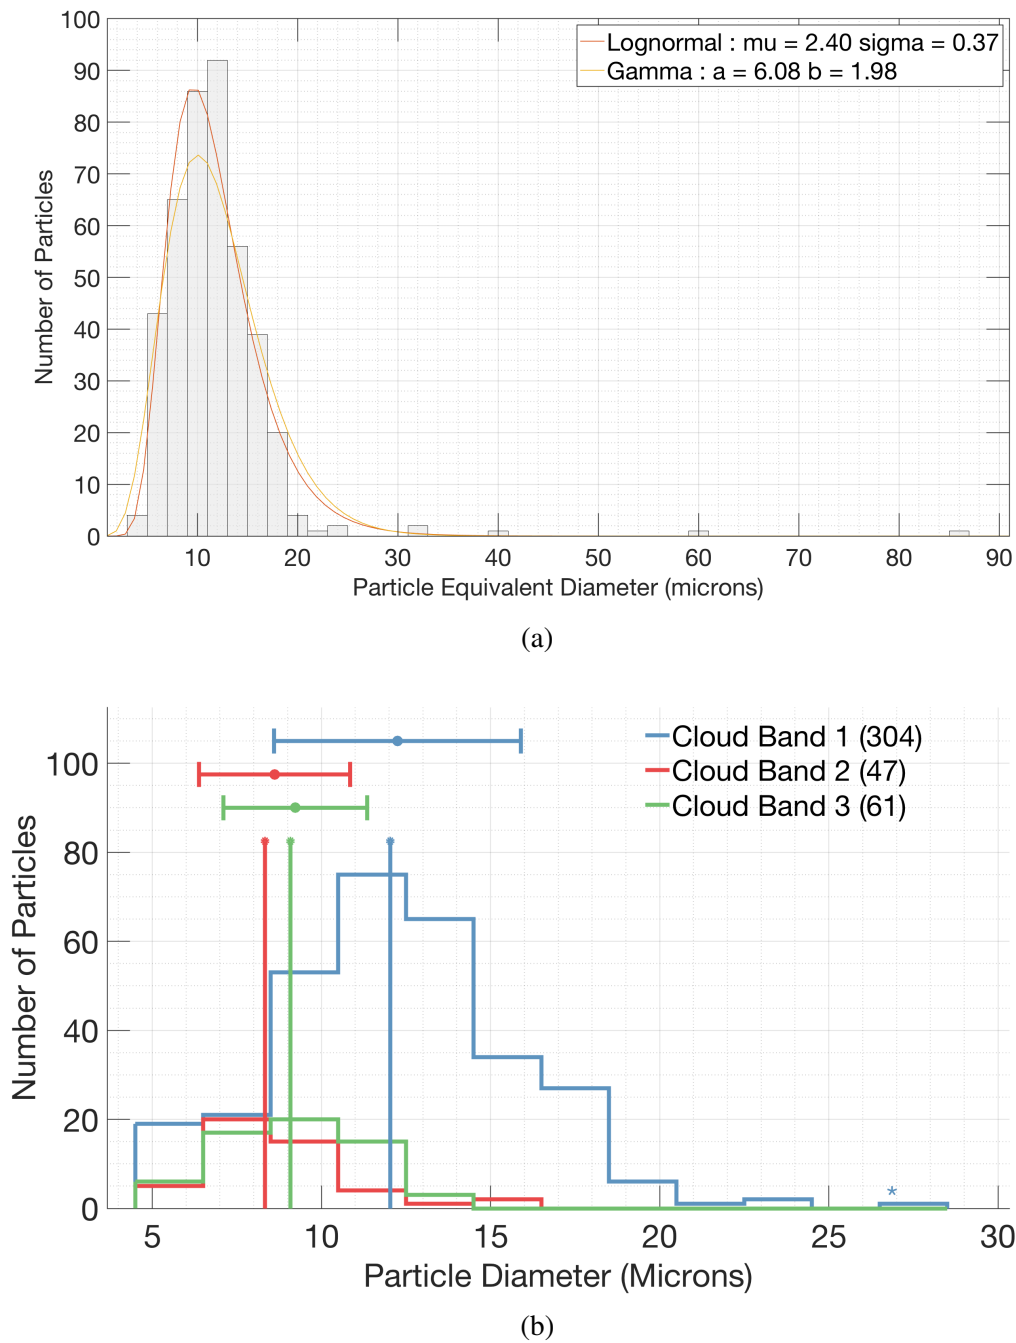 100
90
80
70
60
50
40
30
20
10
0
Number of Particles
Lognormal : mu = 2.40 sigma = 0.37
Gamma : a = 6.08 b = 1.98
10 20 30 40 50 60 70 80 90
Particle Equivalent Diameter (microns)
(a)
100
80
60
40
20
0
Number of Particles
Cloud Band 1 (304)
Cloud Band 2 (47)
Cloud Band 3 (61)
*
5 10 15 20 25 30
Particle Diameter (Microns)
(b)